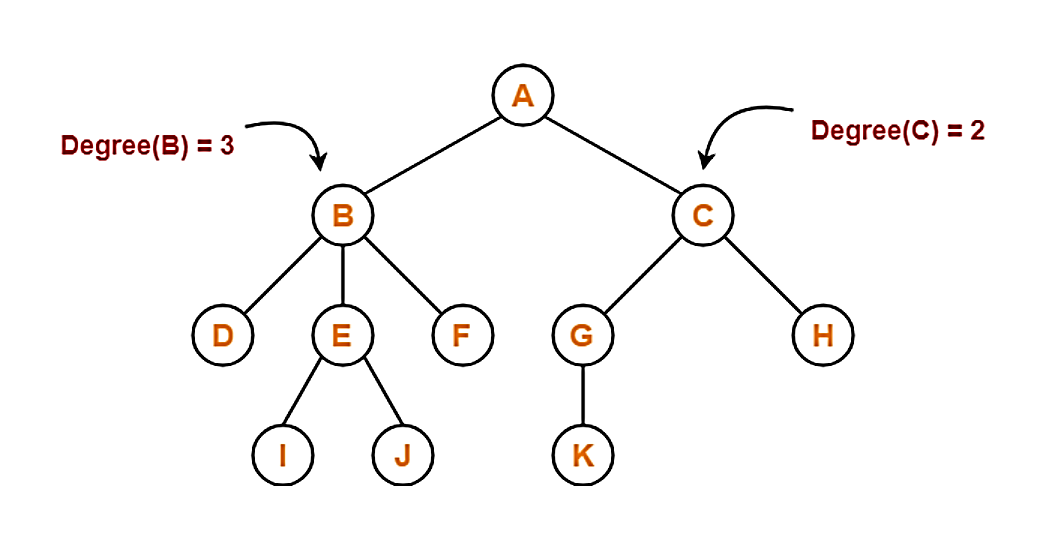 A
Degree(B) = 3
Degree(C) = 2
B
C
D
E
F
G
H
I
J
K